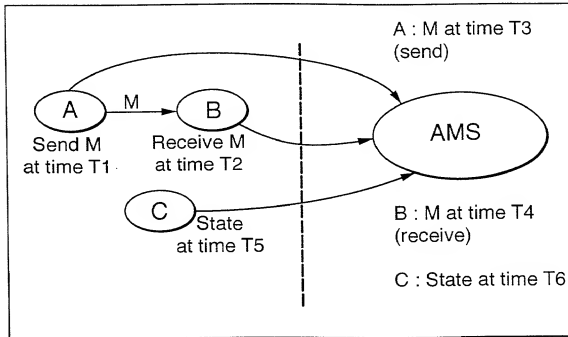 A : M at time T3
(send)
A
M
B
AMS
Send M
at time T1
Receive M
at time T2
C
State
at time T5
B : M at time T4
(receive)
C : State at time T6